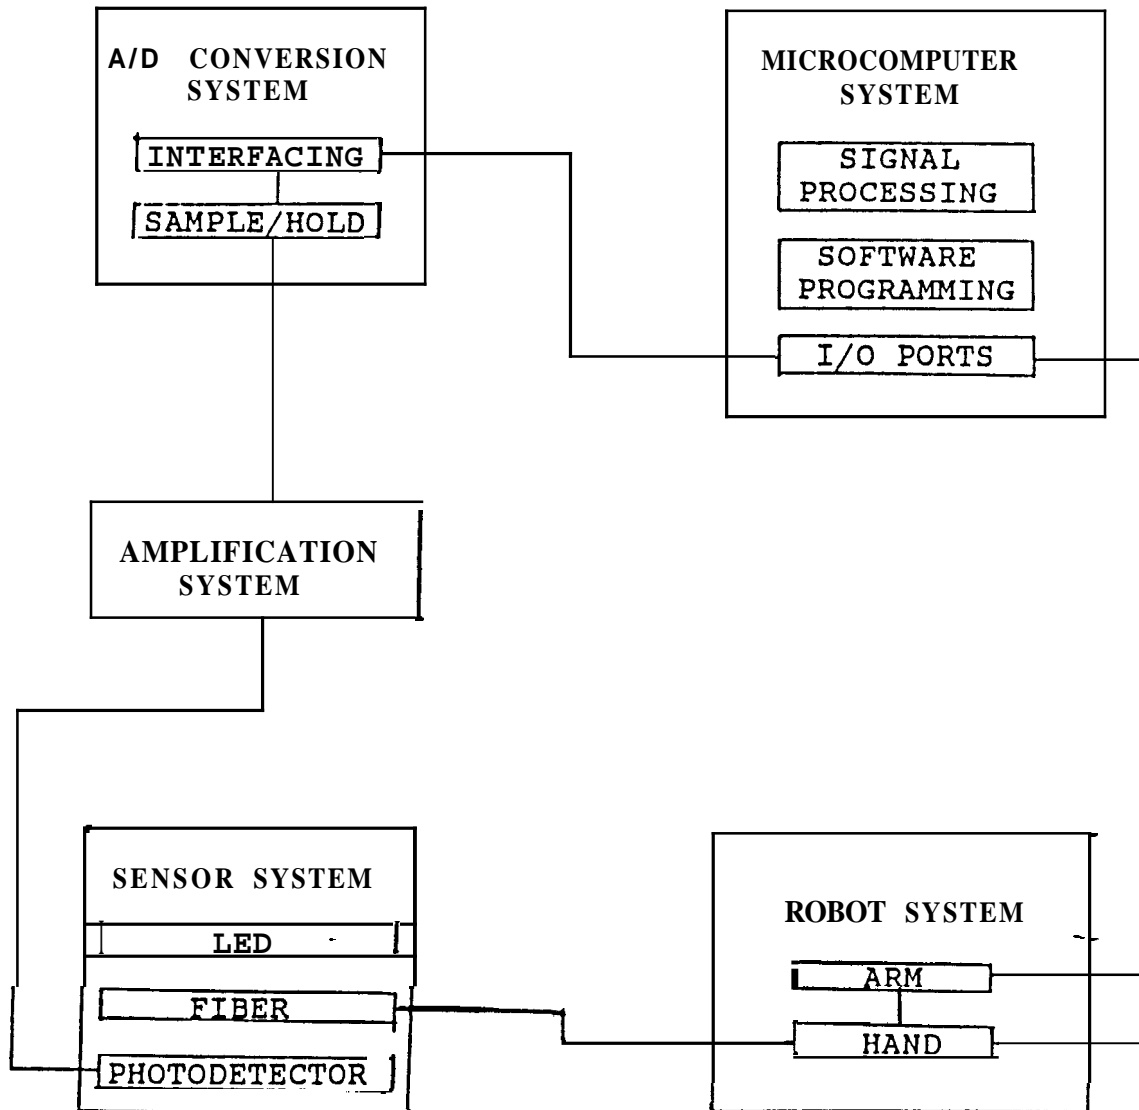 A/D CONVERSION
SYSTEM
INTERFACING
SAMPLE/HOLD
MICROCOMPUTER
SYSTEM
SIGNAL
PROCESSING
SOFTWARE
PROGRAMMING
I/O PORTS
AMPLIFICATION
SYSTEM
SENSOR SYSTEM
LED
FIBER
PHOTODETECTOR
ROBOT SYSTEM
ARM
HAND